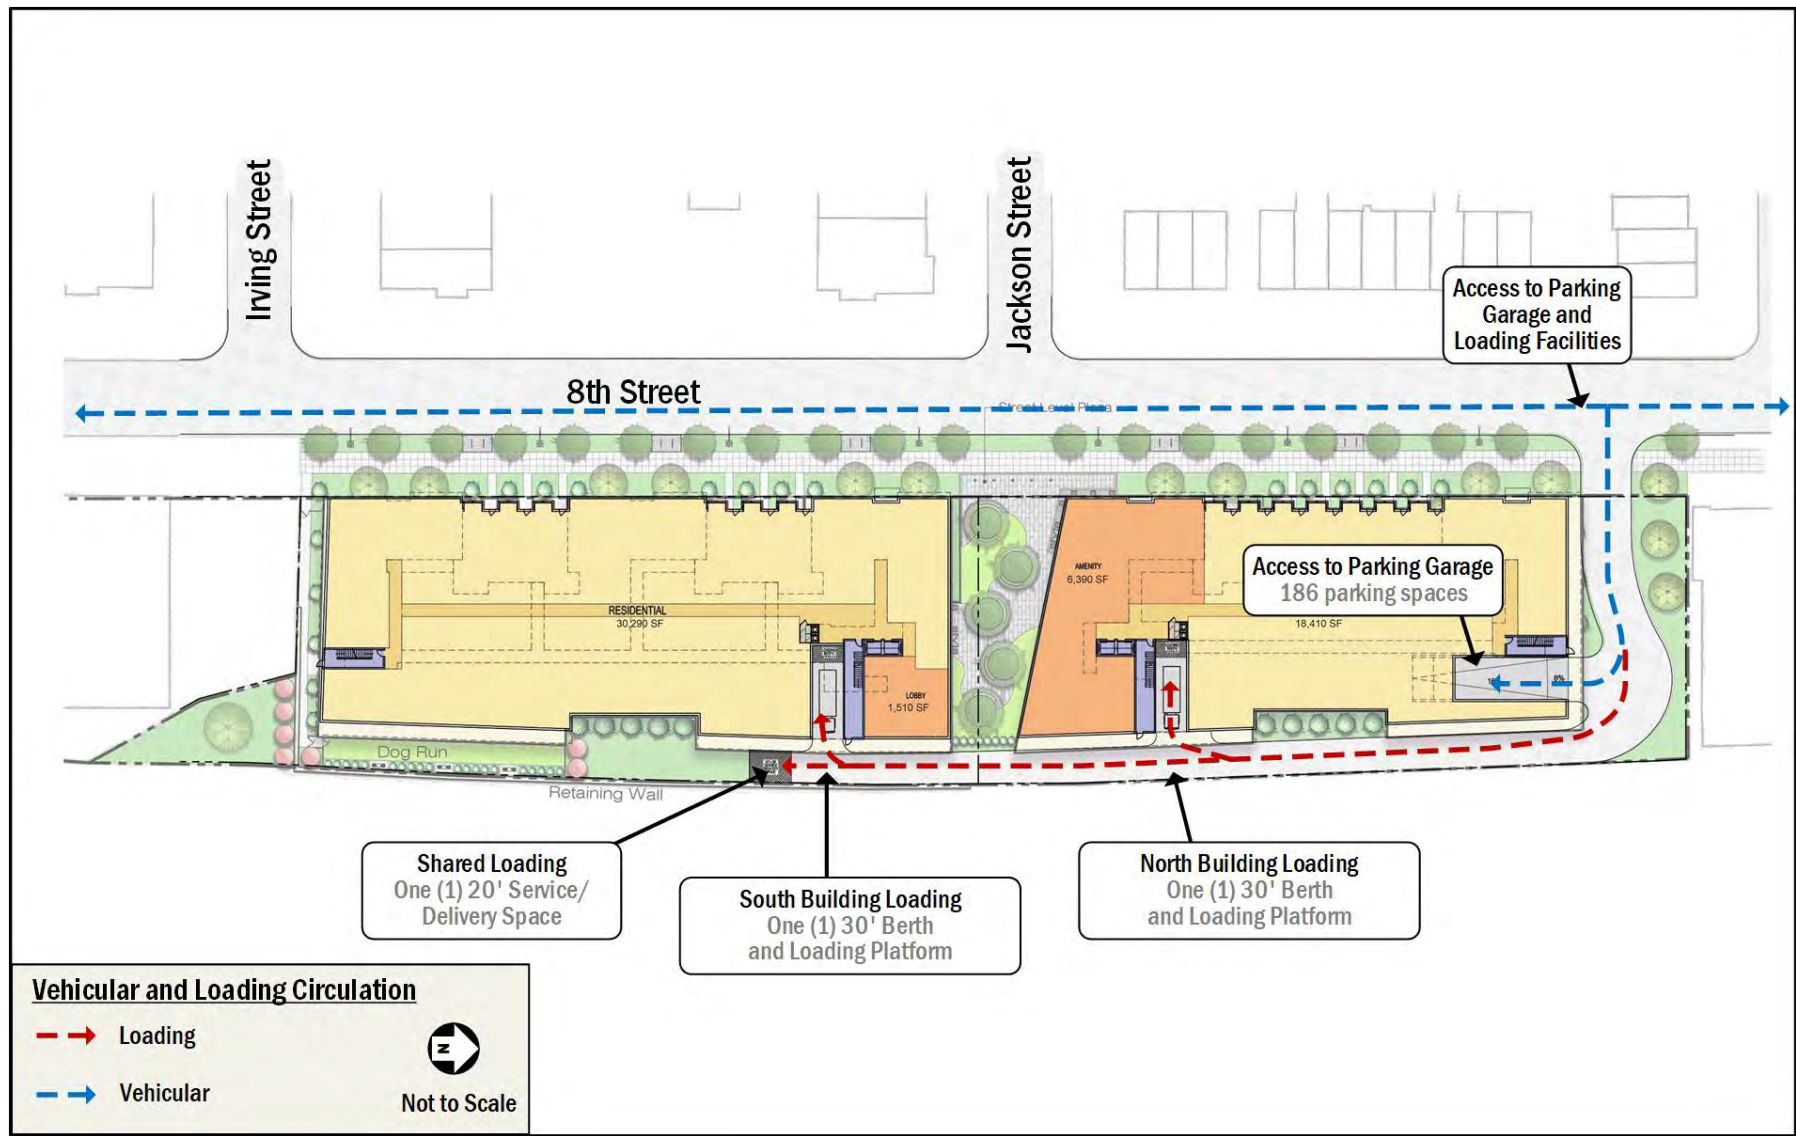 Irving Street
Jackson Street
Access to Parking
Garage and
Loading Facilities
8th Street
Street Level Plaza
AMENITY
6,390 SF
Access to Parking Garage
186 parking spaces
RESIDENTIAL
30,290 SF
18,410 SF
8%
LOBBY
1,510 SF
Dog Run
Retaining Wall
Shared Loading
One (1) 20' Service/
Delivery Space
South Building Loading
One (1) 30' Berth
and Loading Platform
North Building Loading
One (1) 30' Berth
and Loading Platform
Vehicular and Loading Circulation
Loading
Vehicular
N
Not to Scale